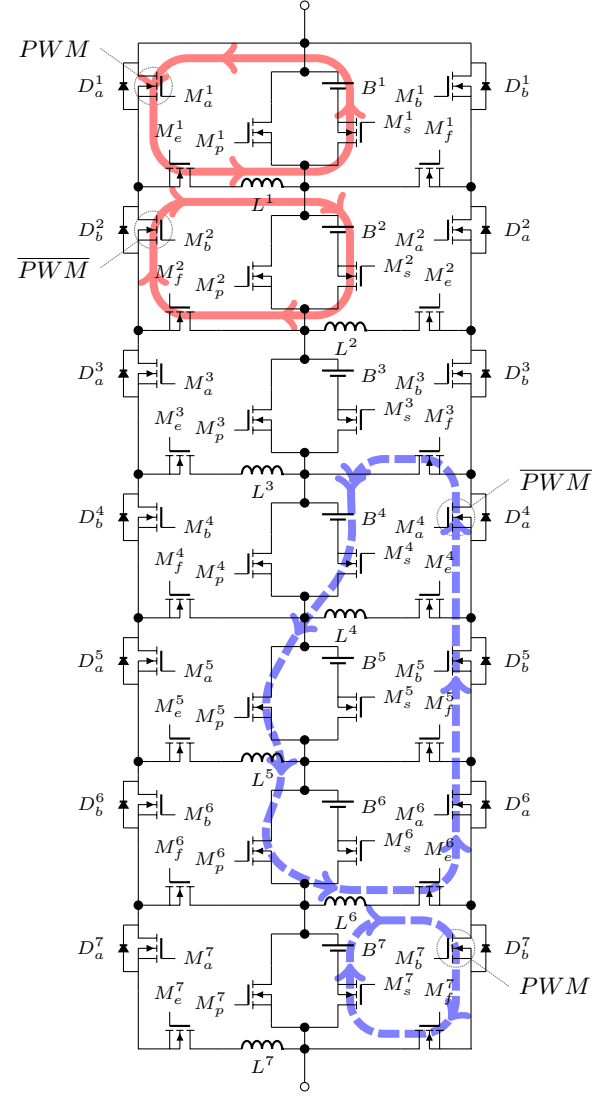 PWM
D_a^1 M_a^1 B^1 M_b^1 D_b^1
M_e^1 M_p^1 M_s^1 M_f^1
L^1
D_b^2 M_b^2 B^2 M_a^2 D_a^2
\overline{PWM}
M_f^2 M_p^2 M_s^2 M_e^2
L^2
D_a^3 M_a^3 B^3 M_b^3 D_b^3
M_e^3 M_p^3 M_s^3 M_f^3
L^3
\overline{PWM}
D_b^4 M_b^4 B^4 M_a^4 D_a^4
M_f^4 M_p^4 M_s^4 M_e^4
L^4
D_a^5 M_a^5 B^5 M_b^5 D_b^5
M_e^5 M_p^5 M_s^5 M_f^5
L^5
D_b^6 M_b^6 B^6 M_a^6 D_a^6
M_f^6 M_p^6 M_s^6 M_e^6
L^6
D_a^7 M_a^7 B^7 M_b^7 D_b^7
M_e^7 M_p^7 M_s^7 M_f^7
PWM
L^7